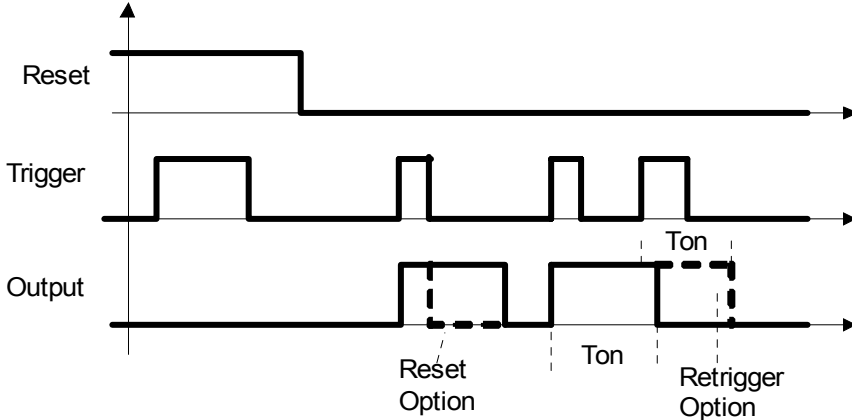 Reset
Trigger
Ton
Output
Ton
Reset
Option
Retrigger
Option